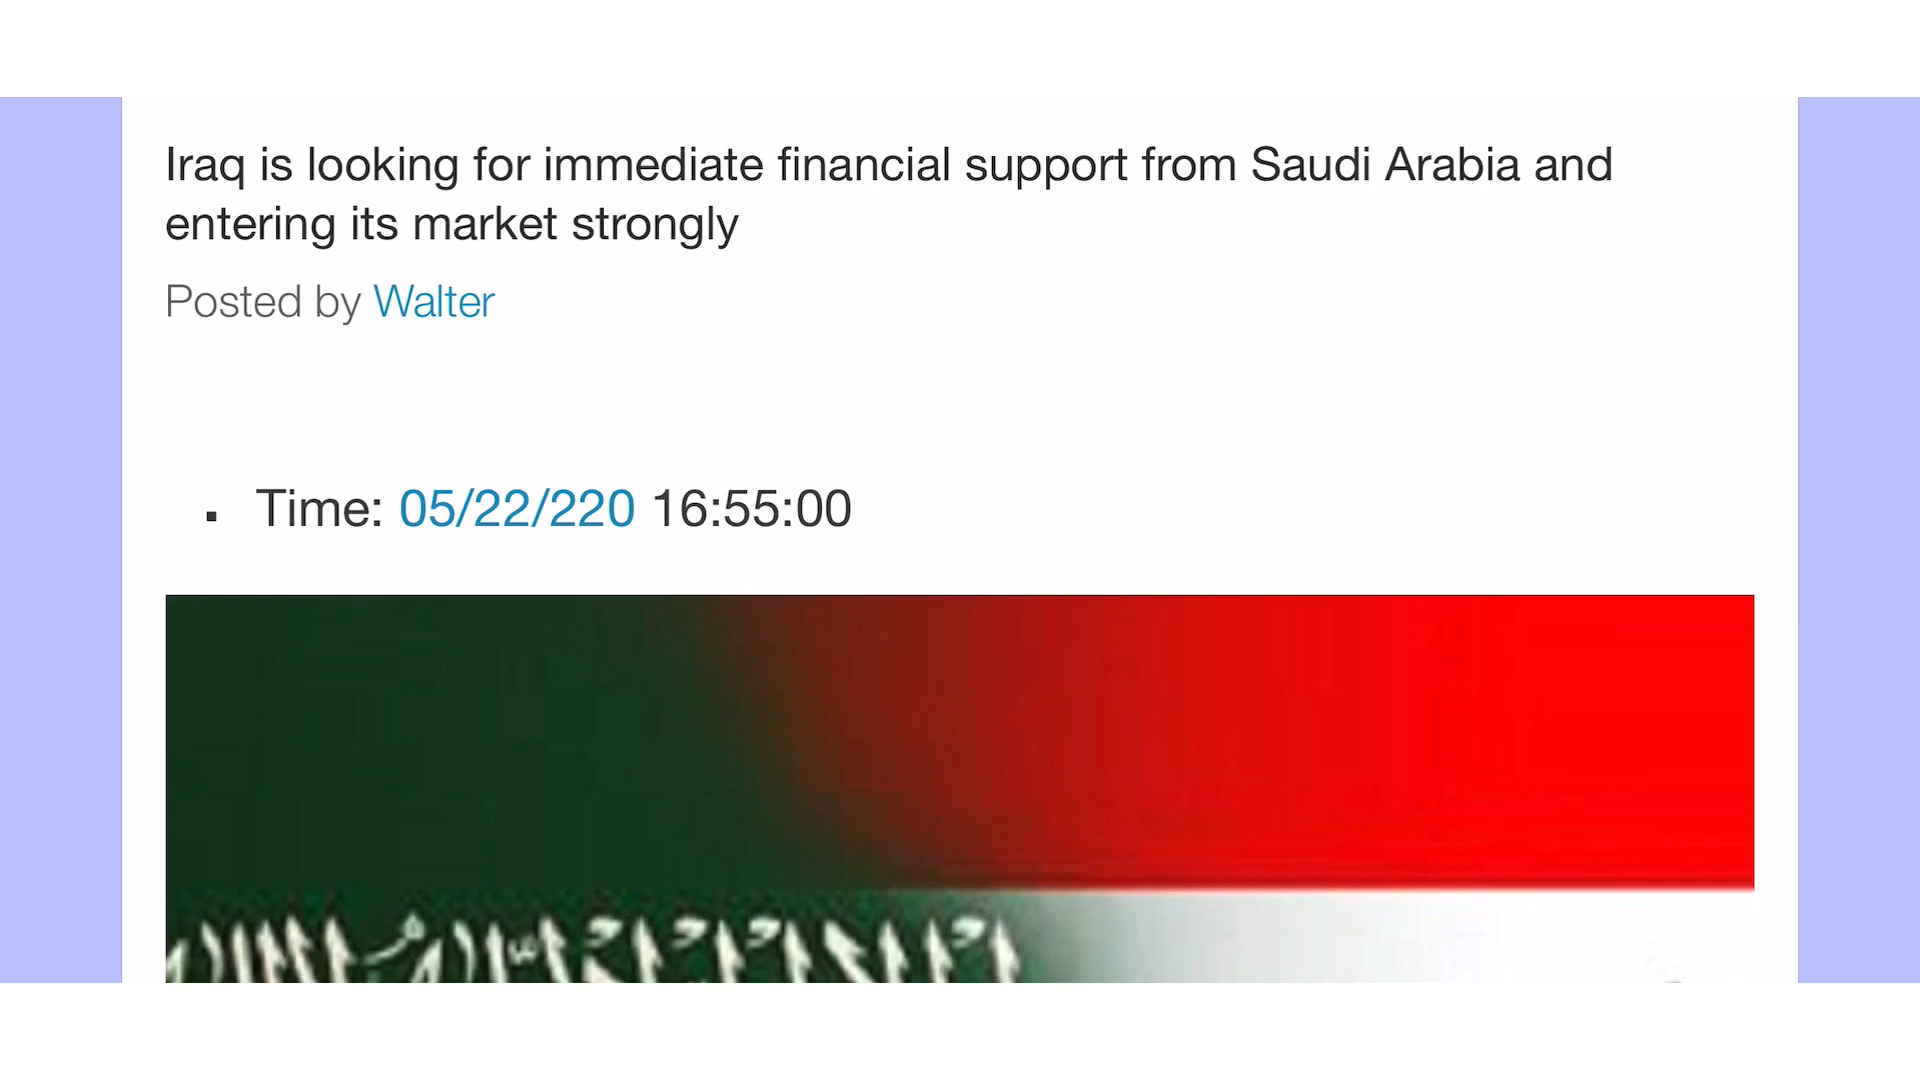 Iraq is looking for immediate financial support from Saudi Arabia and
entering its market strongly
Posted by Walter
▪ Time: 05/22/220 16:55:00